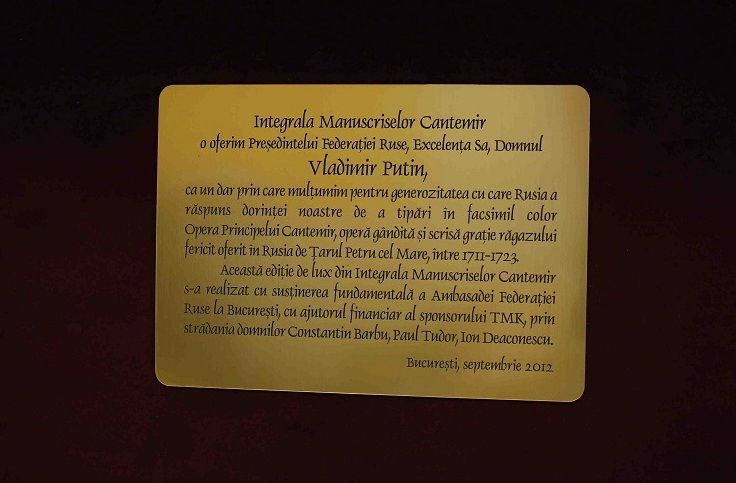 Integrala Manuscriselor Cantemir
o oferim Președintelui Federației Ruse, Excelența Sa, Domnul
Vladimir Putin,
ca un dar prin care mulțumim pentru generozitatea cu care Rusia a
răspuns dorinței noastre de a tipări în facsimil color
Opera Principelui Cantemir, operă gândită și scrisă grație răgazului
fericit oferit în Rusia de Țarul Petru cel Mare, între 1711-1723.
Această ediție de lux din Integrala Manuscriselor Cantemir
s-a realizat cu susținerea fundamentală a Ambasadei Federației
Ruse la București, cu ajutorul financiar al sponsorului TMK, prin
strădania domnilor Constantin Barbu, Paul Tudor, Ion Deaconescu.
București, septembrie 2012